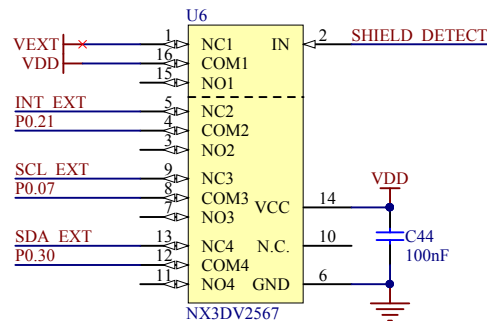 U6
VEXT 1 NC1 IN 2 SHIELD_DETECT
VDD 16 COM1
15 NO1
INT_EXT 5 NC2
P0.21 4 COM2
3 NO2
SCL_EXT 9 NC3
P0.07 8 COM3
7 NO3
VCC 14 VDD
SDA_EXT 13 NC4
N.C. 10
C44
100nF
P0.30 12 COM4
11 NO4
GND 6
NX3DV2567